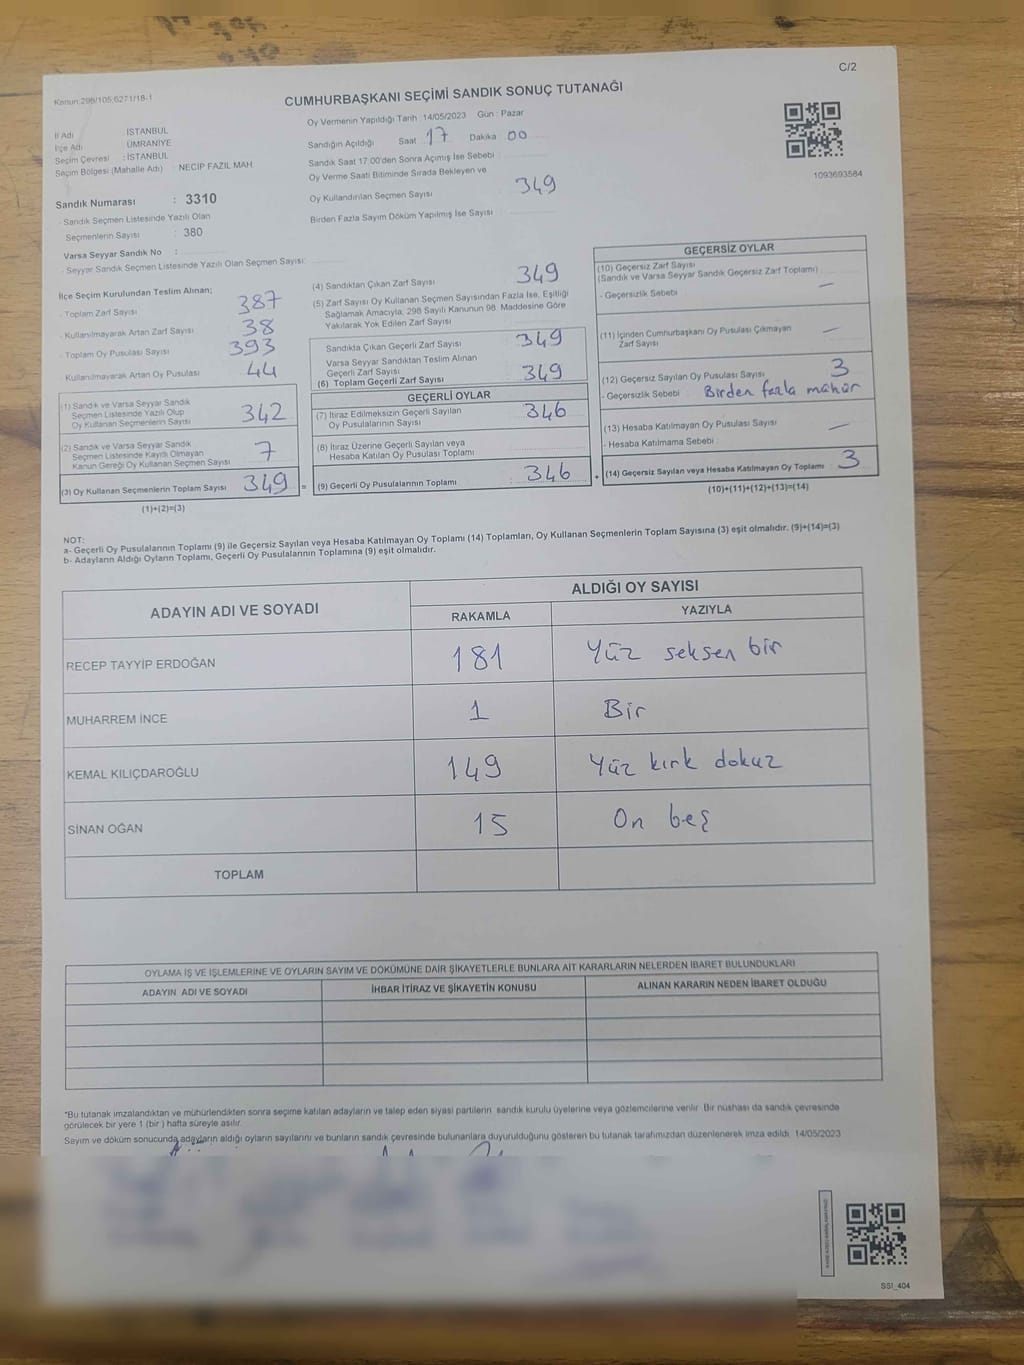 C/2
Kanun:298/105;6271/18-1
CUMHURBAŞKANI SEÇİMİ SANDIK SONUÇ TUTANAĞI
İl Adı : İSTANBUL
İlçe Adı : ÜMRANİYE
Seçim Çevresi : İSTANBUL
Seçim Bölgesi (Mahalle Adı) : NECİP FAZIL MAH.
Sandık Numarası : 3310
- Sandık Seçmen Listesinde Yazılı Olan
Seçmenlerin Sayısı : 380
Varsa Seyyar Sandık No :
- Seyyar Sandık Seçmen Listesinde Yazılı Olan Seçmen Sayısı:
Oy Vermenin Yapıldığı Tarih :14/05/2023 Gün : Pazar
Sandığın Açıldığı Saat 17 Dakika 00
Sandık Saat 17:00'den Sonra Açımış İse Sebebi :
Oy Verme Saati Bitiminde Sırada Bekleyen ve
Oy Kullandırılan Seçmen Sayısı 349
Birden Fazla Sayım Döküm Yapılmış İse Sayısı :
1093693584
İlçe Seçim Kurulundan Teslim Alınan;
- Toplam Zarf Sayısı 387
- Kullanılmayarak Artan Zarf Sayısı 38
- Toplam Oy Pusulası Sayısı 393
- Kullanılmayarak Artan Oy Pusulası 44
(1) Sandık ve Varsa Seyyar Sandık
Seçmen Listesinde Yazılı Olup
Oy Kullanan Seçmenlerin Sayısı 342
(2) Sandık ve Varsa Seyyar Sandık
Seçmen Listesinde Kayıtlı Olmayan
Kanun Gereği Oy Kullanan Seçmen Sayısı 7
(3) Oy Kullanan Seçmenlerin Toplam Sayısı 349 =
(1)+(2)=(3)
(4) Sandıktan Çıkan Zarf Sayısı 349
(5) Zarf Sayısı Oy Kullanan Seçmen Sayısından Fazla İse, Eşitliği
Sağlamak Amacıyla, 298 Sayılı Kanunun 98. Maddesine Göre
Yakılarak Yok Edilen Zarf Sayısı
Sandıkta Çıkan Geçerli Zarf Sayısı 349
Varsa Seyyar Sandıktan Teslim Alınan
Geçerli Zarf Sayısı
(6) Toplam Geçerli Zarf Sayısı 349
GEÇERLİ OYLAR
(7) İtiraz Edilmeksizin Geçerli Sayılan
Oy Pusulalarının Sayısı 346
(8) İtiraz Üzerine Geçerli Sayılan veya
Hesaba Katılan Oy Pusulası Toplamı
(9) Geçerli Oy Pusulalarının Toplamı : 346 +
GEÇERSİZ OYLAR
(10) Geçersiz Zarf Sayısı
(Sandık ve Varsa Seyyar Sandık Geçersiz Zarf Toplamı)
- Geçersizlik Sebebi —
(11) İçinden Cumhurbaşkanı Oy Pusulası Çıkmayan
Zarf Sayısı —
(12) Geçersiz Sayılan Oy Pusulası Sayısı 3
- Geçersizlik Sebebi Birden fazla mühür
(13) Hesaba Katılmayan Oy Pusulası Sayısı —
- Hesaba Katılmama Sebebi :
(14) Geçersiz Sayılan veya Hesaba Katılmayan Oy Toplamı 3
(10)+(11)+(12)+(13)=(14)
NOT:
a- Geçerli Oy Pusulalarının Toplamı (9) ile Geçersiz Sayılan veya Hesaba Katılmayan Oy Toplamı (14) Toplamları, Oy Kullanan Seçmenlerin Toplam Sayısına (3) eşit olmalıdır. (9)+(14)=(3)
b- Adayların Aldığı Oyların Toplamı, Geçerli Oy Pusulalarının Toplamına (9) eşit olmalıdır.
ADAYIN ADI VE SOYADI
ALDIĞI OY SAYISI
RAKAMLA YAZIYLA
RECEP TAYYİP ERDOĞAN 181 Yüz seksen bir
MUHARREM İNCE 1 Bir
KEMAL KILIÇDAROĞLU 149 Yüz kırk dokuz
SİNAN OĞAN 15 On beş
TOPLAM
OYLAMA İŞ VE İŞLEMLERİNE VE OYLARIN SAYIM VE DÖKÜMÜNE DAİR ŞİKAYETLERLE BUNLARA AİT KARARLARIN NELERDEN İBARET BULUNDUKLARI
ADAYIN ADI VE SOYADI İHBAR İTİRAZ VE ŞİKAYETİN KONUSU ALINAN KARARIN NEDEN İBARET OLDUĞU
*Bu tutanak imzalandıktan ve mühürlendikten sonra seçime katılan adayların ve talep eden siyasi partilerin sandık kurulu üyelerine veya gözlemcilerine verilir. Bir nüshası da sandık çevresinde
görülecek bir yere 1 (bir ) hafta süreyle asılır.
Sayım ve döküm sonucunda adayların aldığı oyların sayılarını ve bunların sandık çevresinde bulunanlara duyurulduğunu gösteren bu tutanak tarafımızdan düzenlenerek imza edildi. 14/05/2023
SSI_404